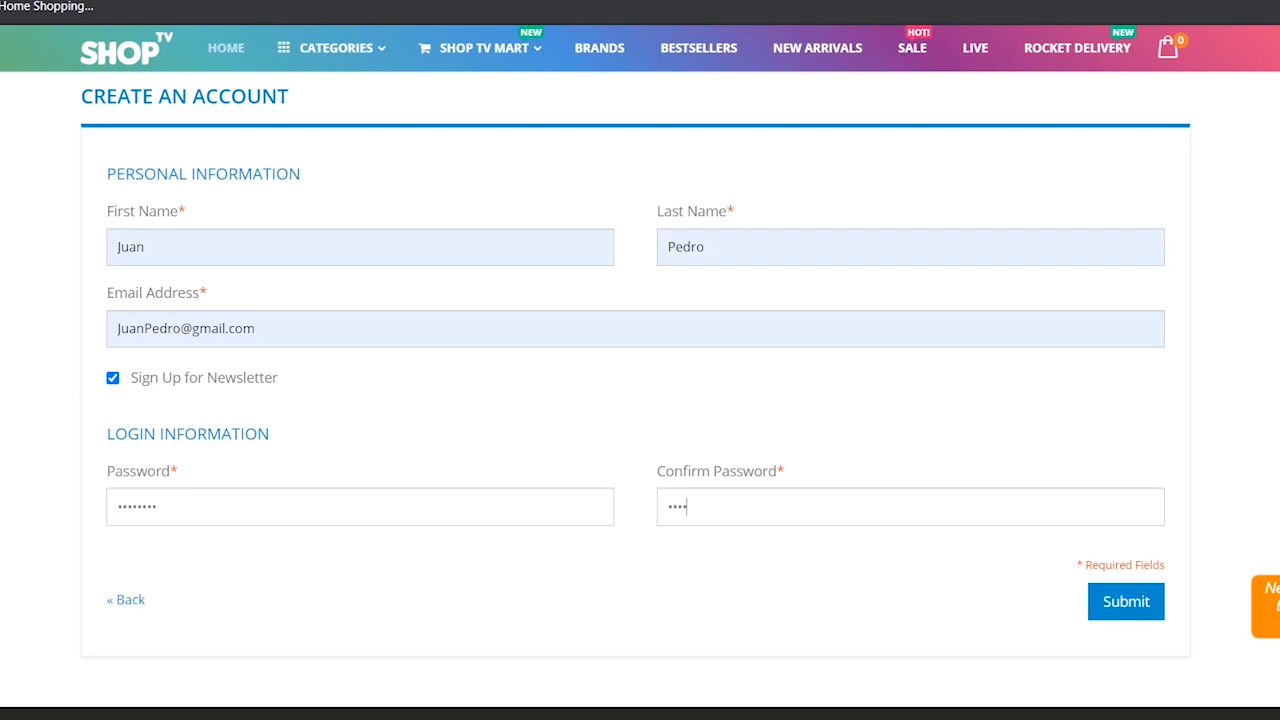 Home Shopping...
SHOP TV
HOME
CATEGORIES
SHOP TV MART
NEW
BRANDS
BESTSELLERS
NEW ARRIVALS
SALE
HOT!
LIVE
ROCKET DELIVERY
NEW
0
CREATE AN ACCOUNT
PERSONAL INFORMATION
First Name*
Last Name*
Juan
Pedro
Email Address*
JuanPedro@gmail.com
Sign Up for Newsletter
LOGIN INFORMATION
Password*
Confirm Password*
••••••••
••••
* Required Fields
« Back
Submit